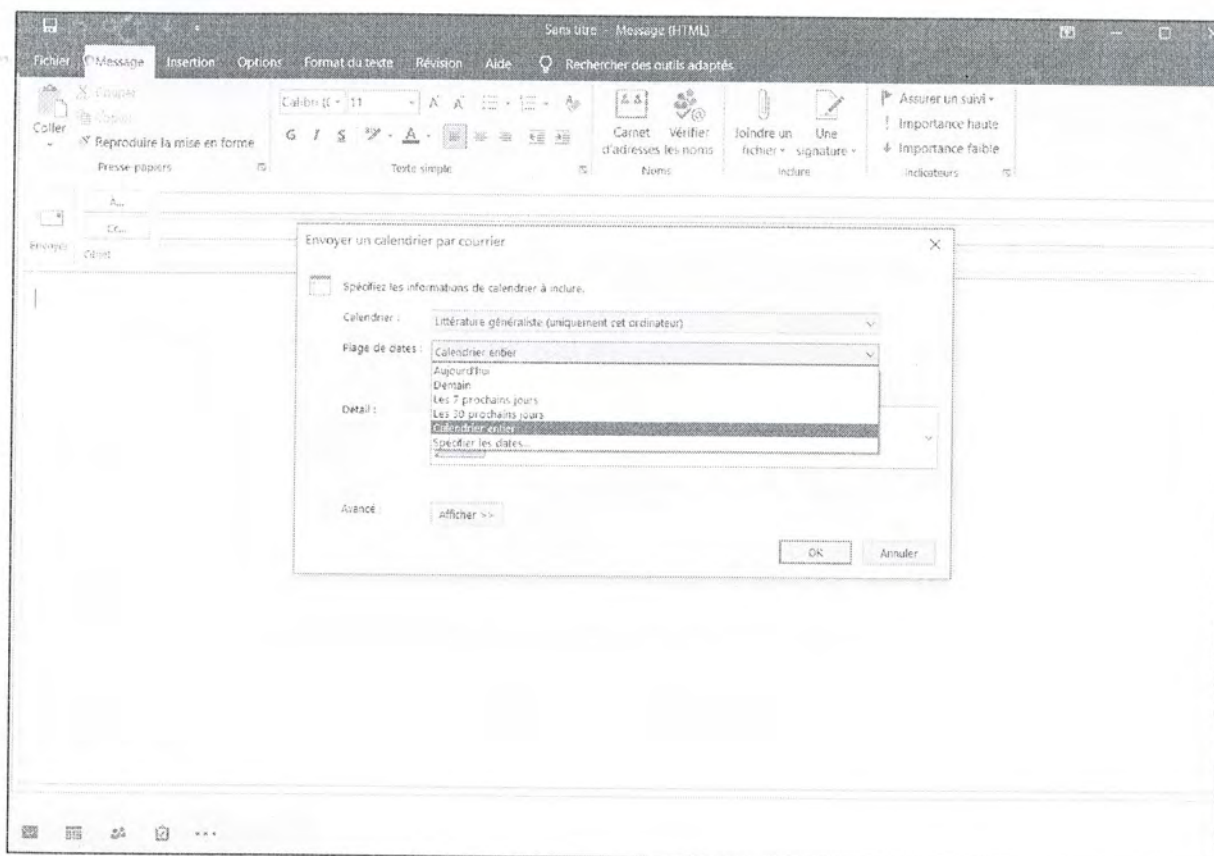 Sans titre - Message (HTML)
Fichier Message Insertion Options Format du texte Révision Aide Rechercher des outils adaptés
Coller
Couper
Copier
Reproduire la mise en forme
Presse papiers
Calibri (C 11
G I S A
Texte simple
Carnet d'adresses
Vérifier les noms
Noms
Joindre un fichier
Une signature
Inclure
Assurer un suivi
Importance haute
Importance faible
Indicateurs
Envoyer
À...
Cc...
Objet
Envoyer un calendrier par courrier
Spécifiez les informations de calendrier à inclure.
Calendrier : Littérature généraliste (uniquement cet ordinateur)
Plage de dates : Calendrier entier
Aujourd'hui
Demain
Les 7 prochains jours
Les 30 prochains jours
Calendrier entier
Spécifier les dates...
Détail :
Avancé : Afficher >>
OK Annuler